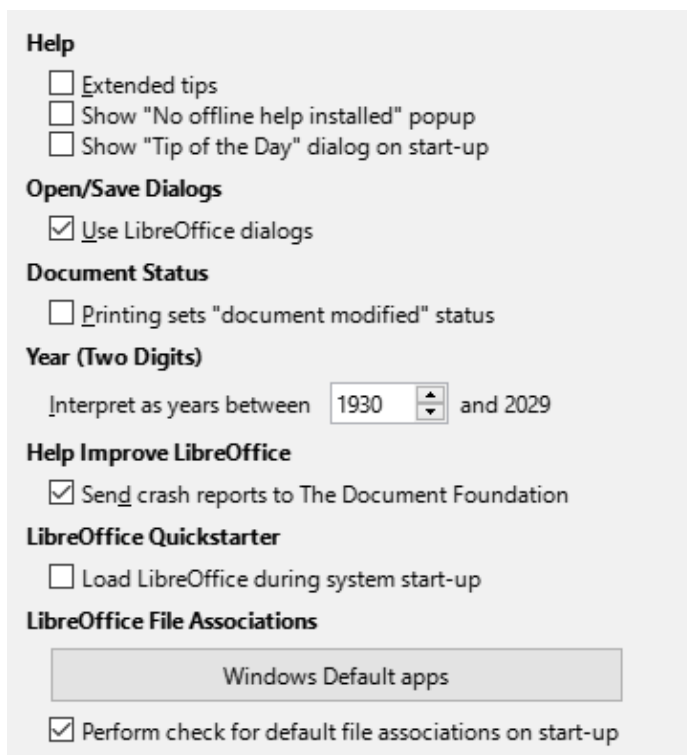 Help
Extended tips
Show "No offline help installed" popup
Show "Tip of the Day" dialog on start-up
Open/Save Dialogs
Use LibreOffice dialogs
Document Status
Printing sets "document modified" status
Year (Two Digits)
Interpret as years between 1930 and 2029
Help Improve LibreOffice
Send crash reports to The Document Foundation
LibreOffice Quickstarter
Load LibreOffice during system start-up
LibreOffice File Associations
Windows Default apps
Perform check for default file associations on start-up